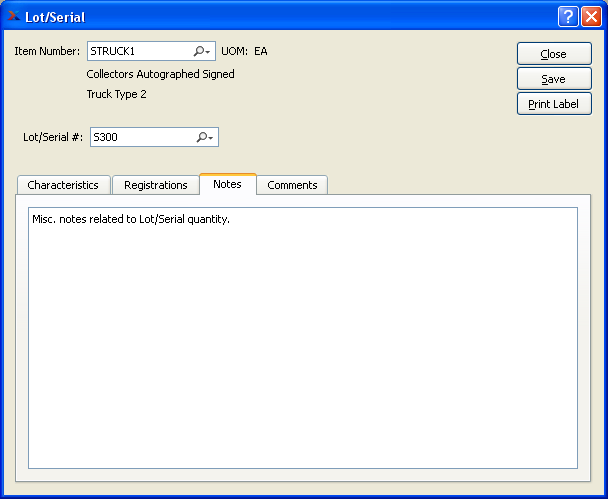 Lot/Serial
Item Number: STRUCK1 UOM: EA
Close
Collectors Autographed Signed
Save
Truck Type 2
Print Label
Lot/Serial #: S300
Characteristics Registrations Notes Comments
Misc. notes related to Lot/Serial quantity.